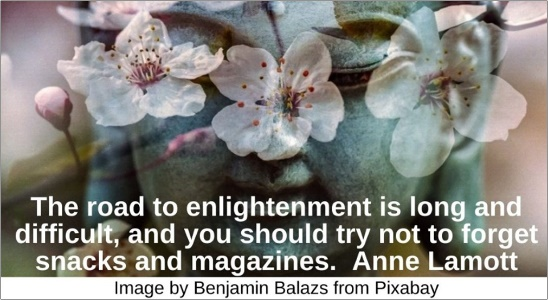 The road to enlightenment is long and
difficult, and you should try not to forget
snacks and magazines.  Anne Lamott
Image by Benjamin Balazs from Pixabay